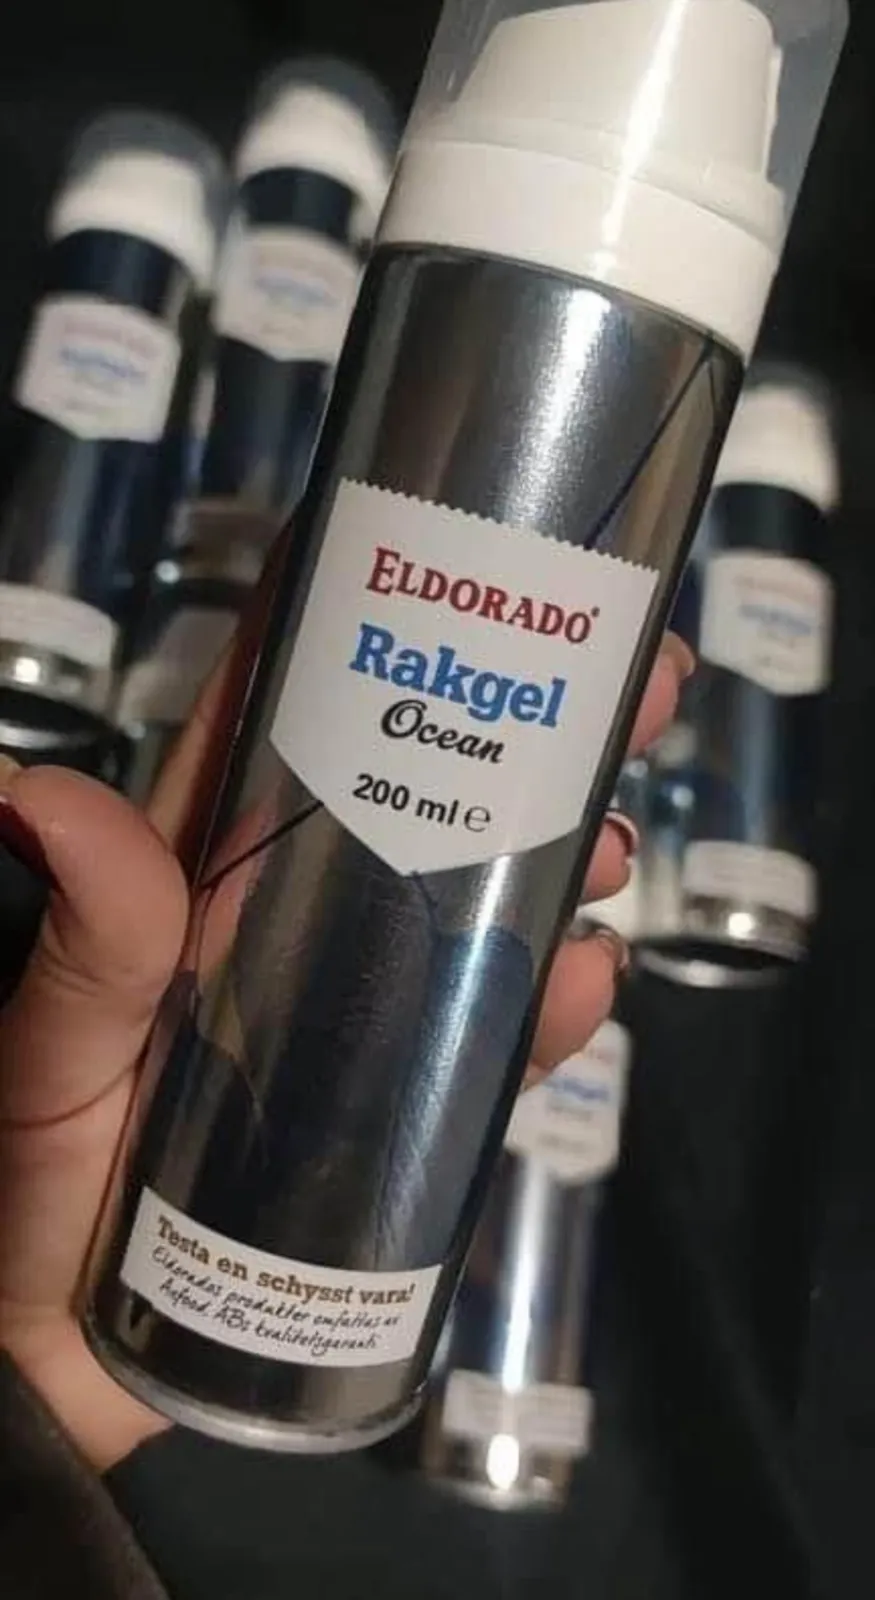 ELDORADO®
Rakgel
Ocean
200 ml ℮
Testa en schysst vara!
Eldorados produkter omfattas av
Axfood ABs kvalitetsgaranti